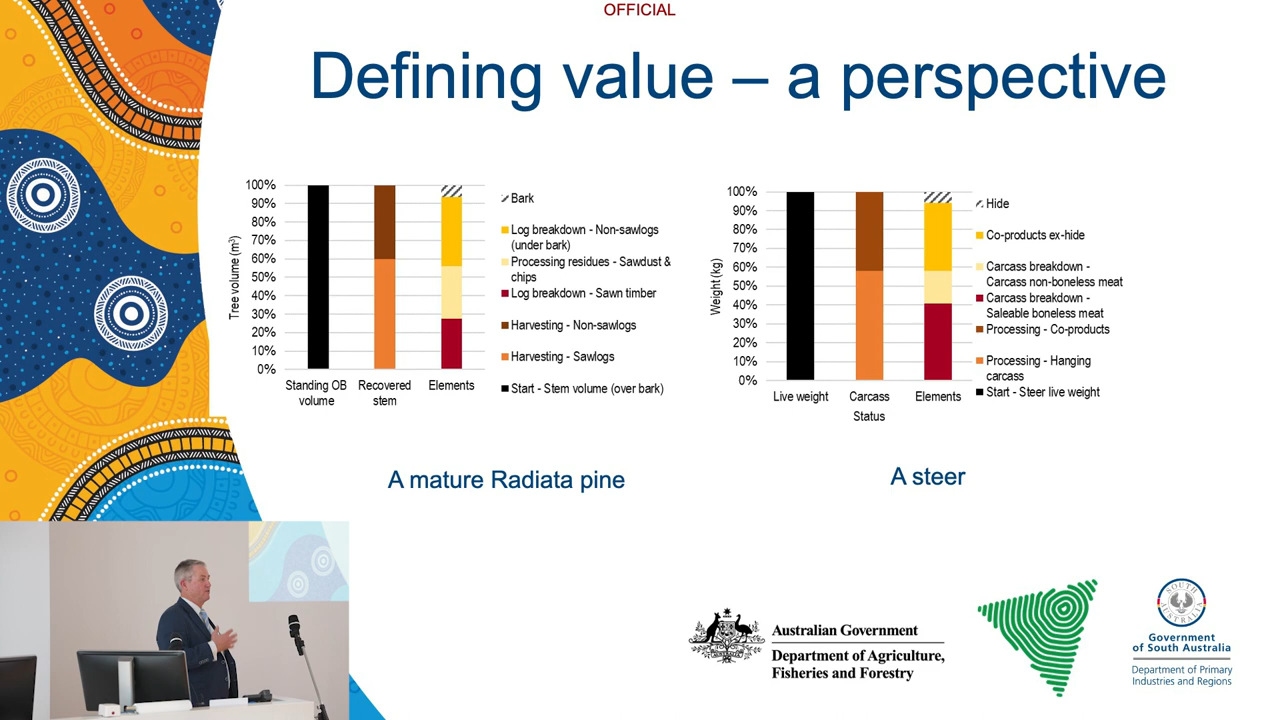 OFFICIAL
Defining value – a perspective
Tree volume (m³)
100%
90%
80%
70%
60%
50%
40%
30%
20%
10%
0%
Standing OB
volume
Recovered
stem
Elements
Bark
Log breakdown - Non-sawlogs
(under bark)
Processing residues - Sawdust &
chips
Log breakdown - Sawn timber
Harvesting - Non-sawlogs
Harvesting - Sawlogs
Start - Stem volume (over bark)
A mature Radiata pine
Weight (kg)
100%
90%
80%
70%
60%
50%
40%
30%
20%
10%
0%
Live weight
Carcass
Elements
Status
Hide
Co-products ex-hide
Carcass breakdown -
Carcass non-boneless meat
Carcass breakdown -
Saleable boneless meat
Processing - Co-products
Processing - Hanging
carcass
Start - Steer live weight
A steer
Australian Government
Department of Agriculture,
Fisheries and Forestry
SOUTH AUSTRALIA
Government
of South Australia
Department of Primary
Industries and Regions